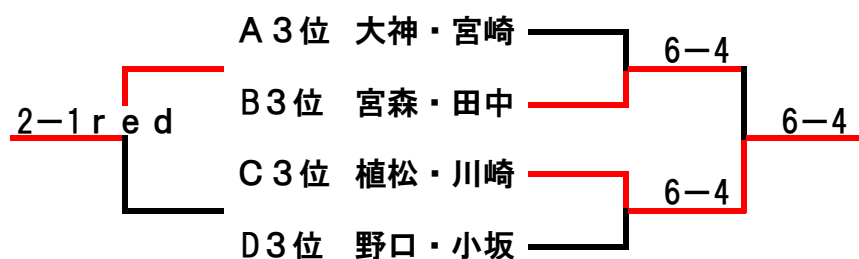 A3位 大神・宮崎
6-4
B3位 宮森・田中
2-1red
6-4
C3位 植松・川崎
6-4
D3位 野口・小坂